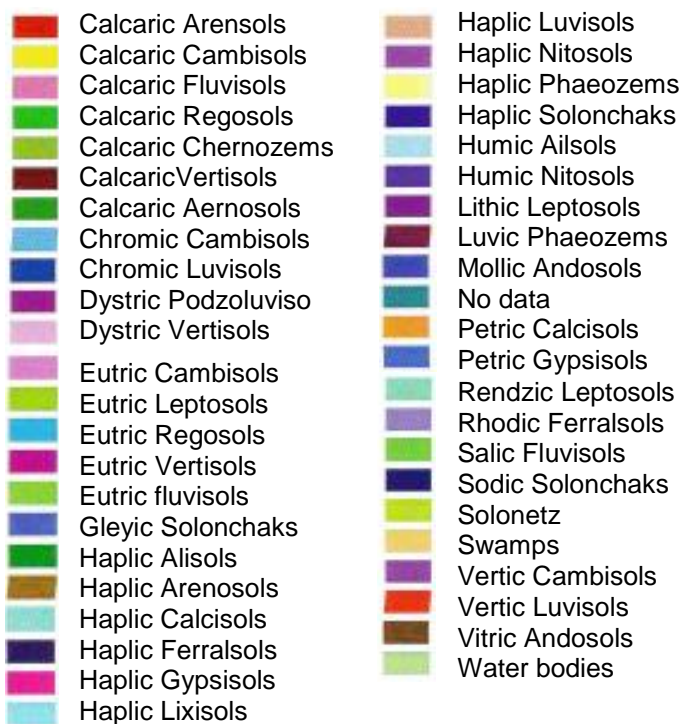 Calcaric Arensols
Calcaric Cambisols
Calcaric Fluvisols
Calcaric Regosols
Calcaric Chernozems
CalcaricVertisols
Calcaric Aernosols
Chromic Cambisols
Chromic Luvisols
Dystric Podzoluviso
Dystric Vertisols
Eutric Cambisols
Eutric Leptosols
Eutric Regosols
Eutric Vertisols
Eutric fluvisols
Gleyic Solonchaks
Haplic Alisols
Haplic Arenosols
Haplic Calcisols
Haplic Ferralsols
Haplic Gypsisols
Haplic Lixisols
Haplic Luvisols
Haplic Nitosols
Haplic Phaeozems
Haplic Solonchaks
Humic Ailsols
Humic Nitosols
Lithic Leptosols
Luvic Phaeozems
Mollic Andosols
No data
Petric Calcisols
Petric Gypsisols
Rendzic Leptosols
Rhodic Ferralsols
Salic Fluvisols
Sodic Solonchaks
Solonetz
Swamps
Vertic Cambisols
Vertic Luvisols
Vitric Andosols
Water bodies